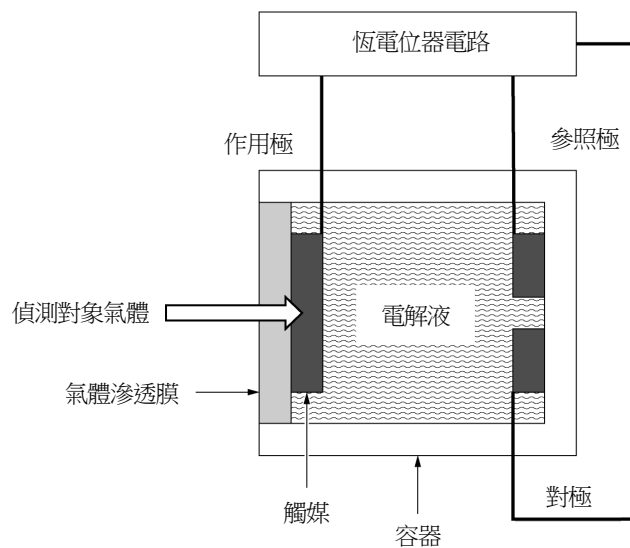 恆電位器電路
作用極
參照極
偵測對象氣體
電解液
氣體滲透膜
觸媒
容器
對極